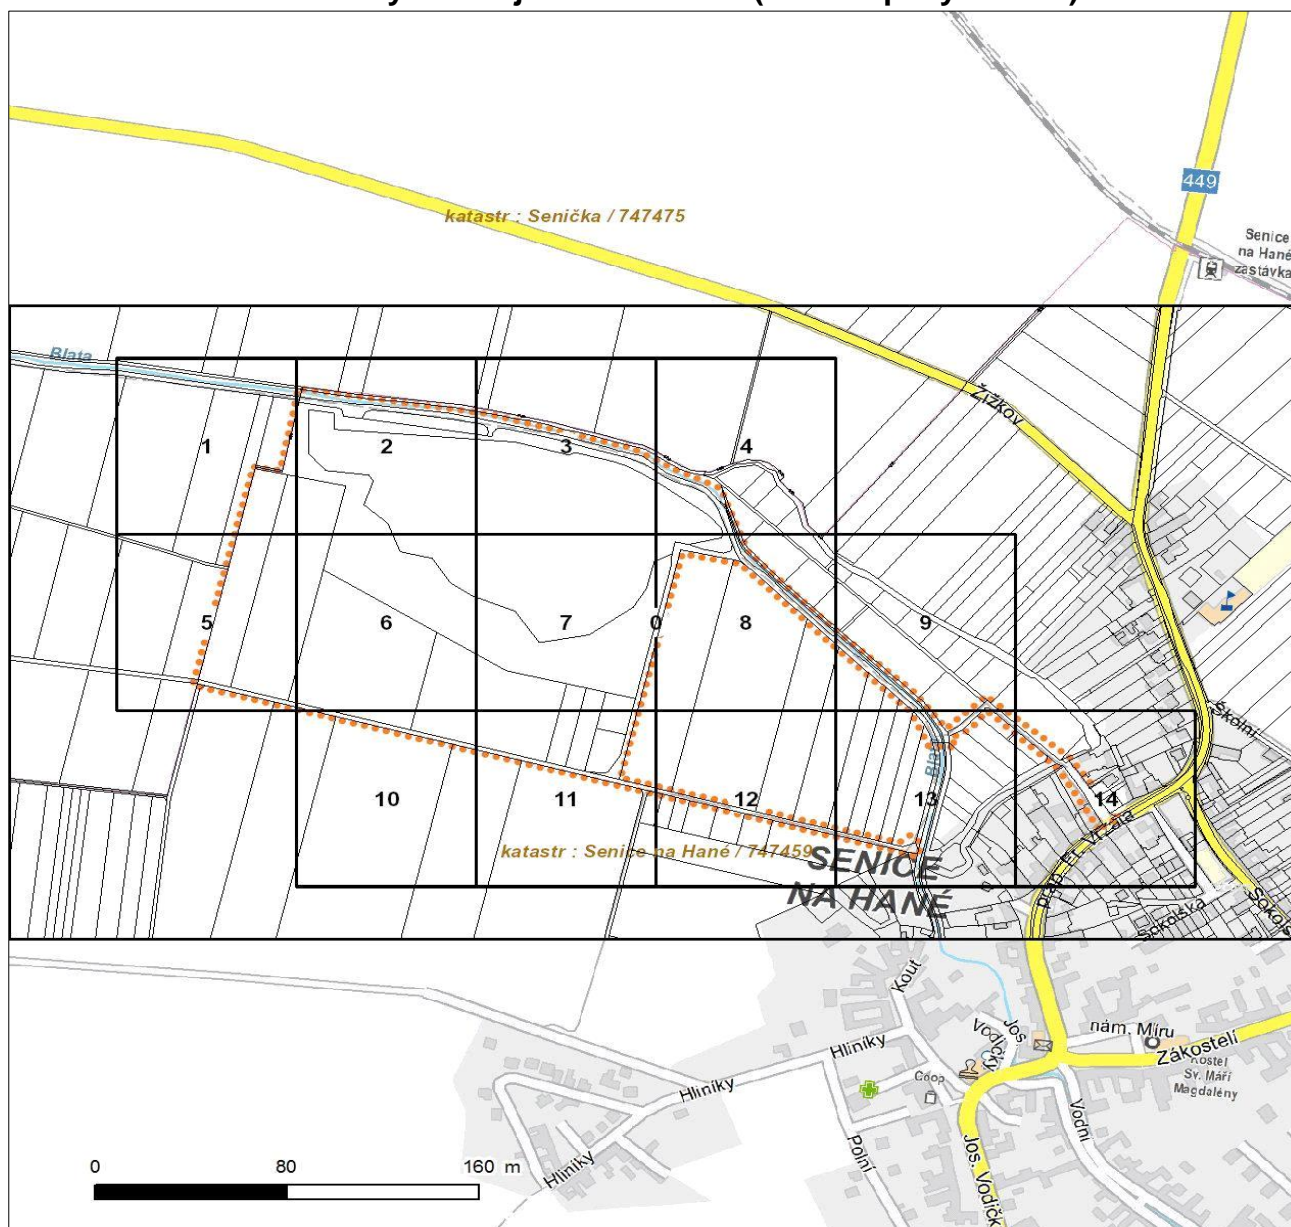 449
katastr : Senička / 747475
Senice
na Hané
zastávka
Blata
Žižkov
1
2
3
4
5
6
7
0
8
9
Školní
Blata
10
11
12
13
14
katastr : Senice na Hané / 747459
SENICE
NA HANÉ
Sokolská
Kout
Jos.
Vodičky
nám. Míru
Zákostelí
Kostel
Sv. Máří
Magdalény
Hliníky
Hliníky
Coop
Vodní
Polní
Hliníky
Jos. Vodičk
0 80 160 m